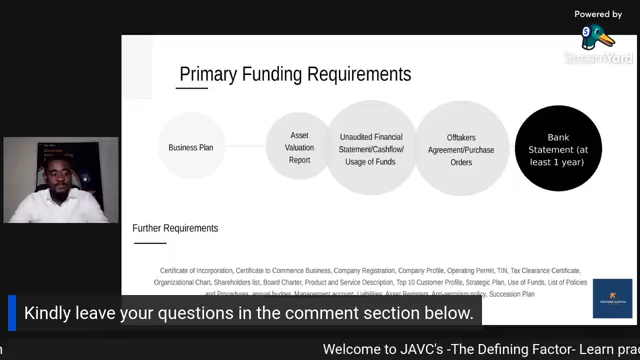 Powered by
StreamYard
Primary Funding Requirements
Business Plan
Asset
Valuation
Report
Unaudited Financial
Statement/Cashflow/
Usage of Funds
Offtakers
Agreement/Purchase
Orders
Bank
Statement (at
least 1 year)
Further Requirements
Certificate of Incorporation, Certificate to Commence Business, Company Registration, Company Profile, Operating Permit, TIN, Tax Clearance Certificate,
Organizational Chart, Shareholders list, Board Charter, Product and Service Description, Top 10 Customer Profile, Strategic Plan, Use of Funds, List of Policies
and Procedures, annual budget, Management account, Liabilities, Asset Registers, Anti-terrorism policy, Succession Plan
Kindly leave your questions in the comment section below.
Welcome to JAVC's -The Defining Factor- Learn prac